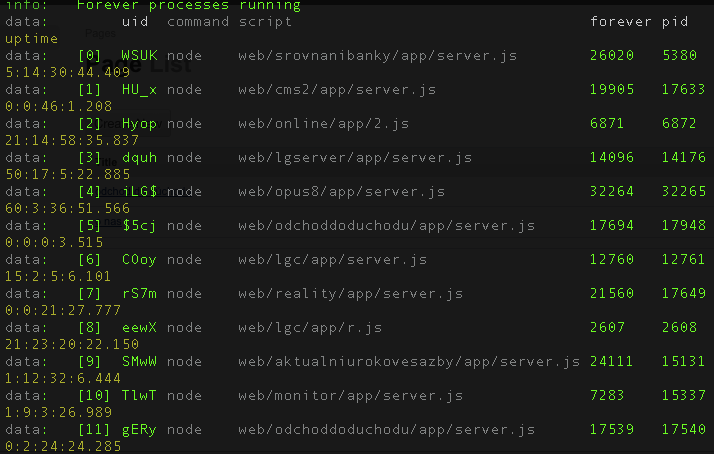 info:   Forever processes running
data:        uid  command script                                 forever pid
uptime
data:   [0]  WSUK node    web/srovnanibanky/app/server.js        26020   5380
5:14:30:44.409
data:   [1]  HU_x node    web/cms2/app/server.js                 19905   17633
0:0:46:1.208
data:   [2]  Hyop node    web/online/app/2.js                    6871    6872
21:14:58:35.837
data:   [3]  dquh node    web/lgserver/app/server.js             14096   14176
50:17:5:22.885
data:   [4]  iLG$ node    web/opus8/app/server.js                32264   32265
60:3:36:51.566
data:   [5]  $5cj node    web/odchoddoduchodu/app/server.js      17694   17948
0:0:0:3.515
data:   [6]  COoy node    web/lgc/app/server.js                  12760   12761
15:2:5:6.101
data:   [7]  rS7m node    web/reality/app/server.js              21560   17649
0:0:21:27.777
data:   [8]  eewX node    web/lgc/app/r.js                       2607    2608
21:23:20:22.150
data:   [9]  SMwW node    web/aktualniurokovesazby/app/server.js 24111   15131
1:12:32:6.444
data:   [10] TlwT node    web/monitor/app/server.js              7283    15337
1:9:3:26.989
data:   [11] gERy node    web/odchoddoduchodu/app/server.js      17539   17540
0:2:24:24.285